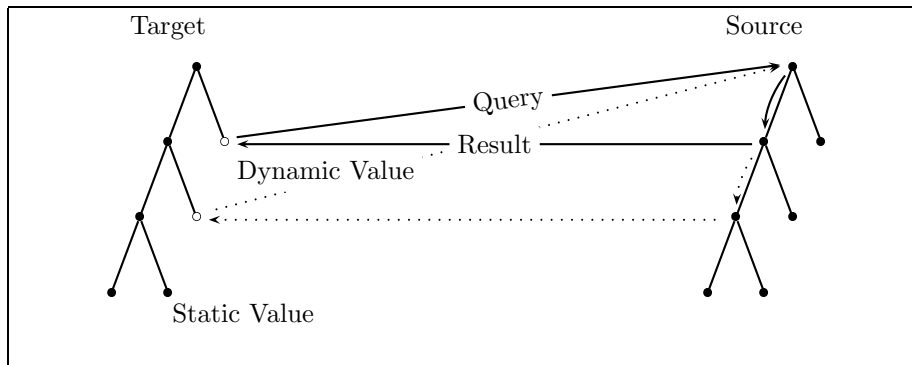 Target
Source
Query
Result
Dynamic Value
Static Value